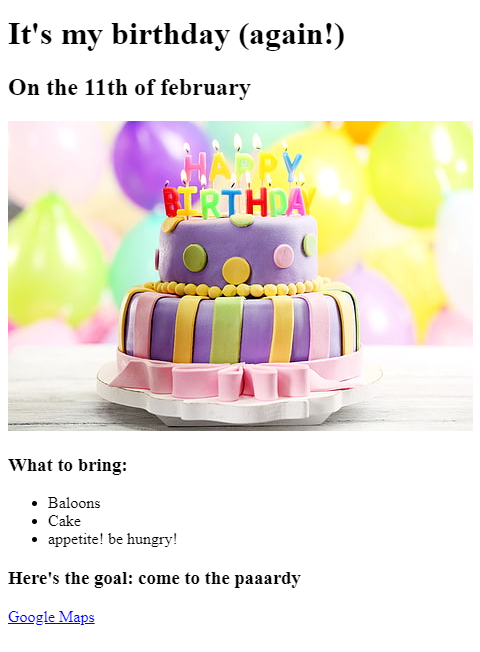 It's my birthday (again!)
On the 11th of february
HAPPY
BIRTHDAY
What to bring:
Baloons
Cake
appetite! be hungry!
Here's the goal: come to the paaardy
Google Maps